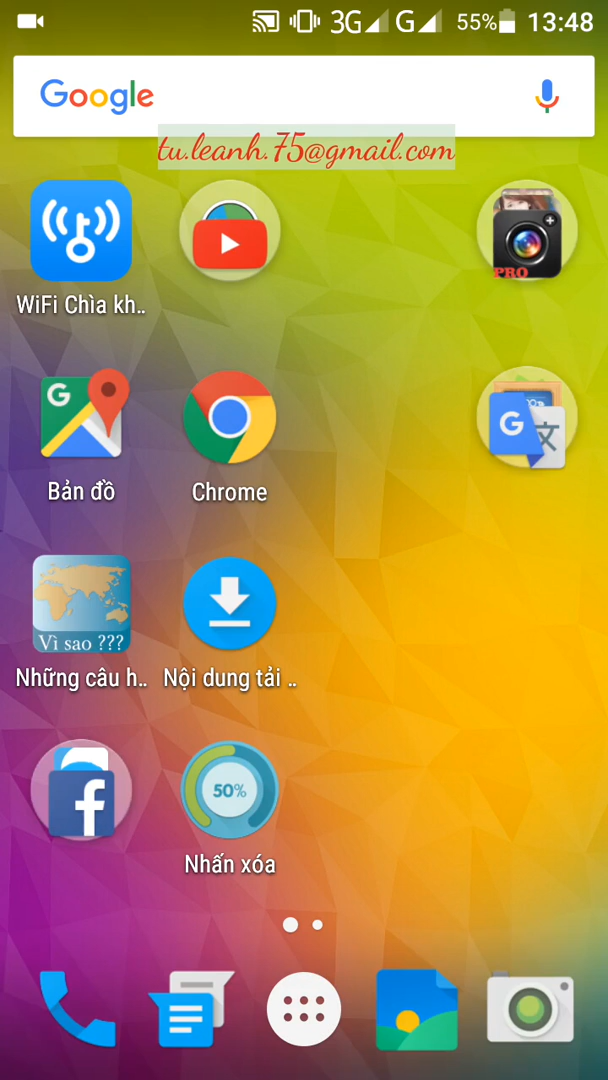 3G G 55% 13:48
Google
tu.leanh.75@gmail.com
PRO
WiFi Chìa kh..
G
G 文
Bản đồ
Chrome
Vì sao ???
Những câu h..
Nội dung tải ..
f
50%
Nhấn xóa